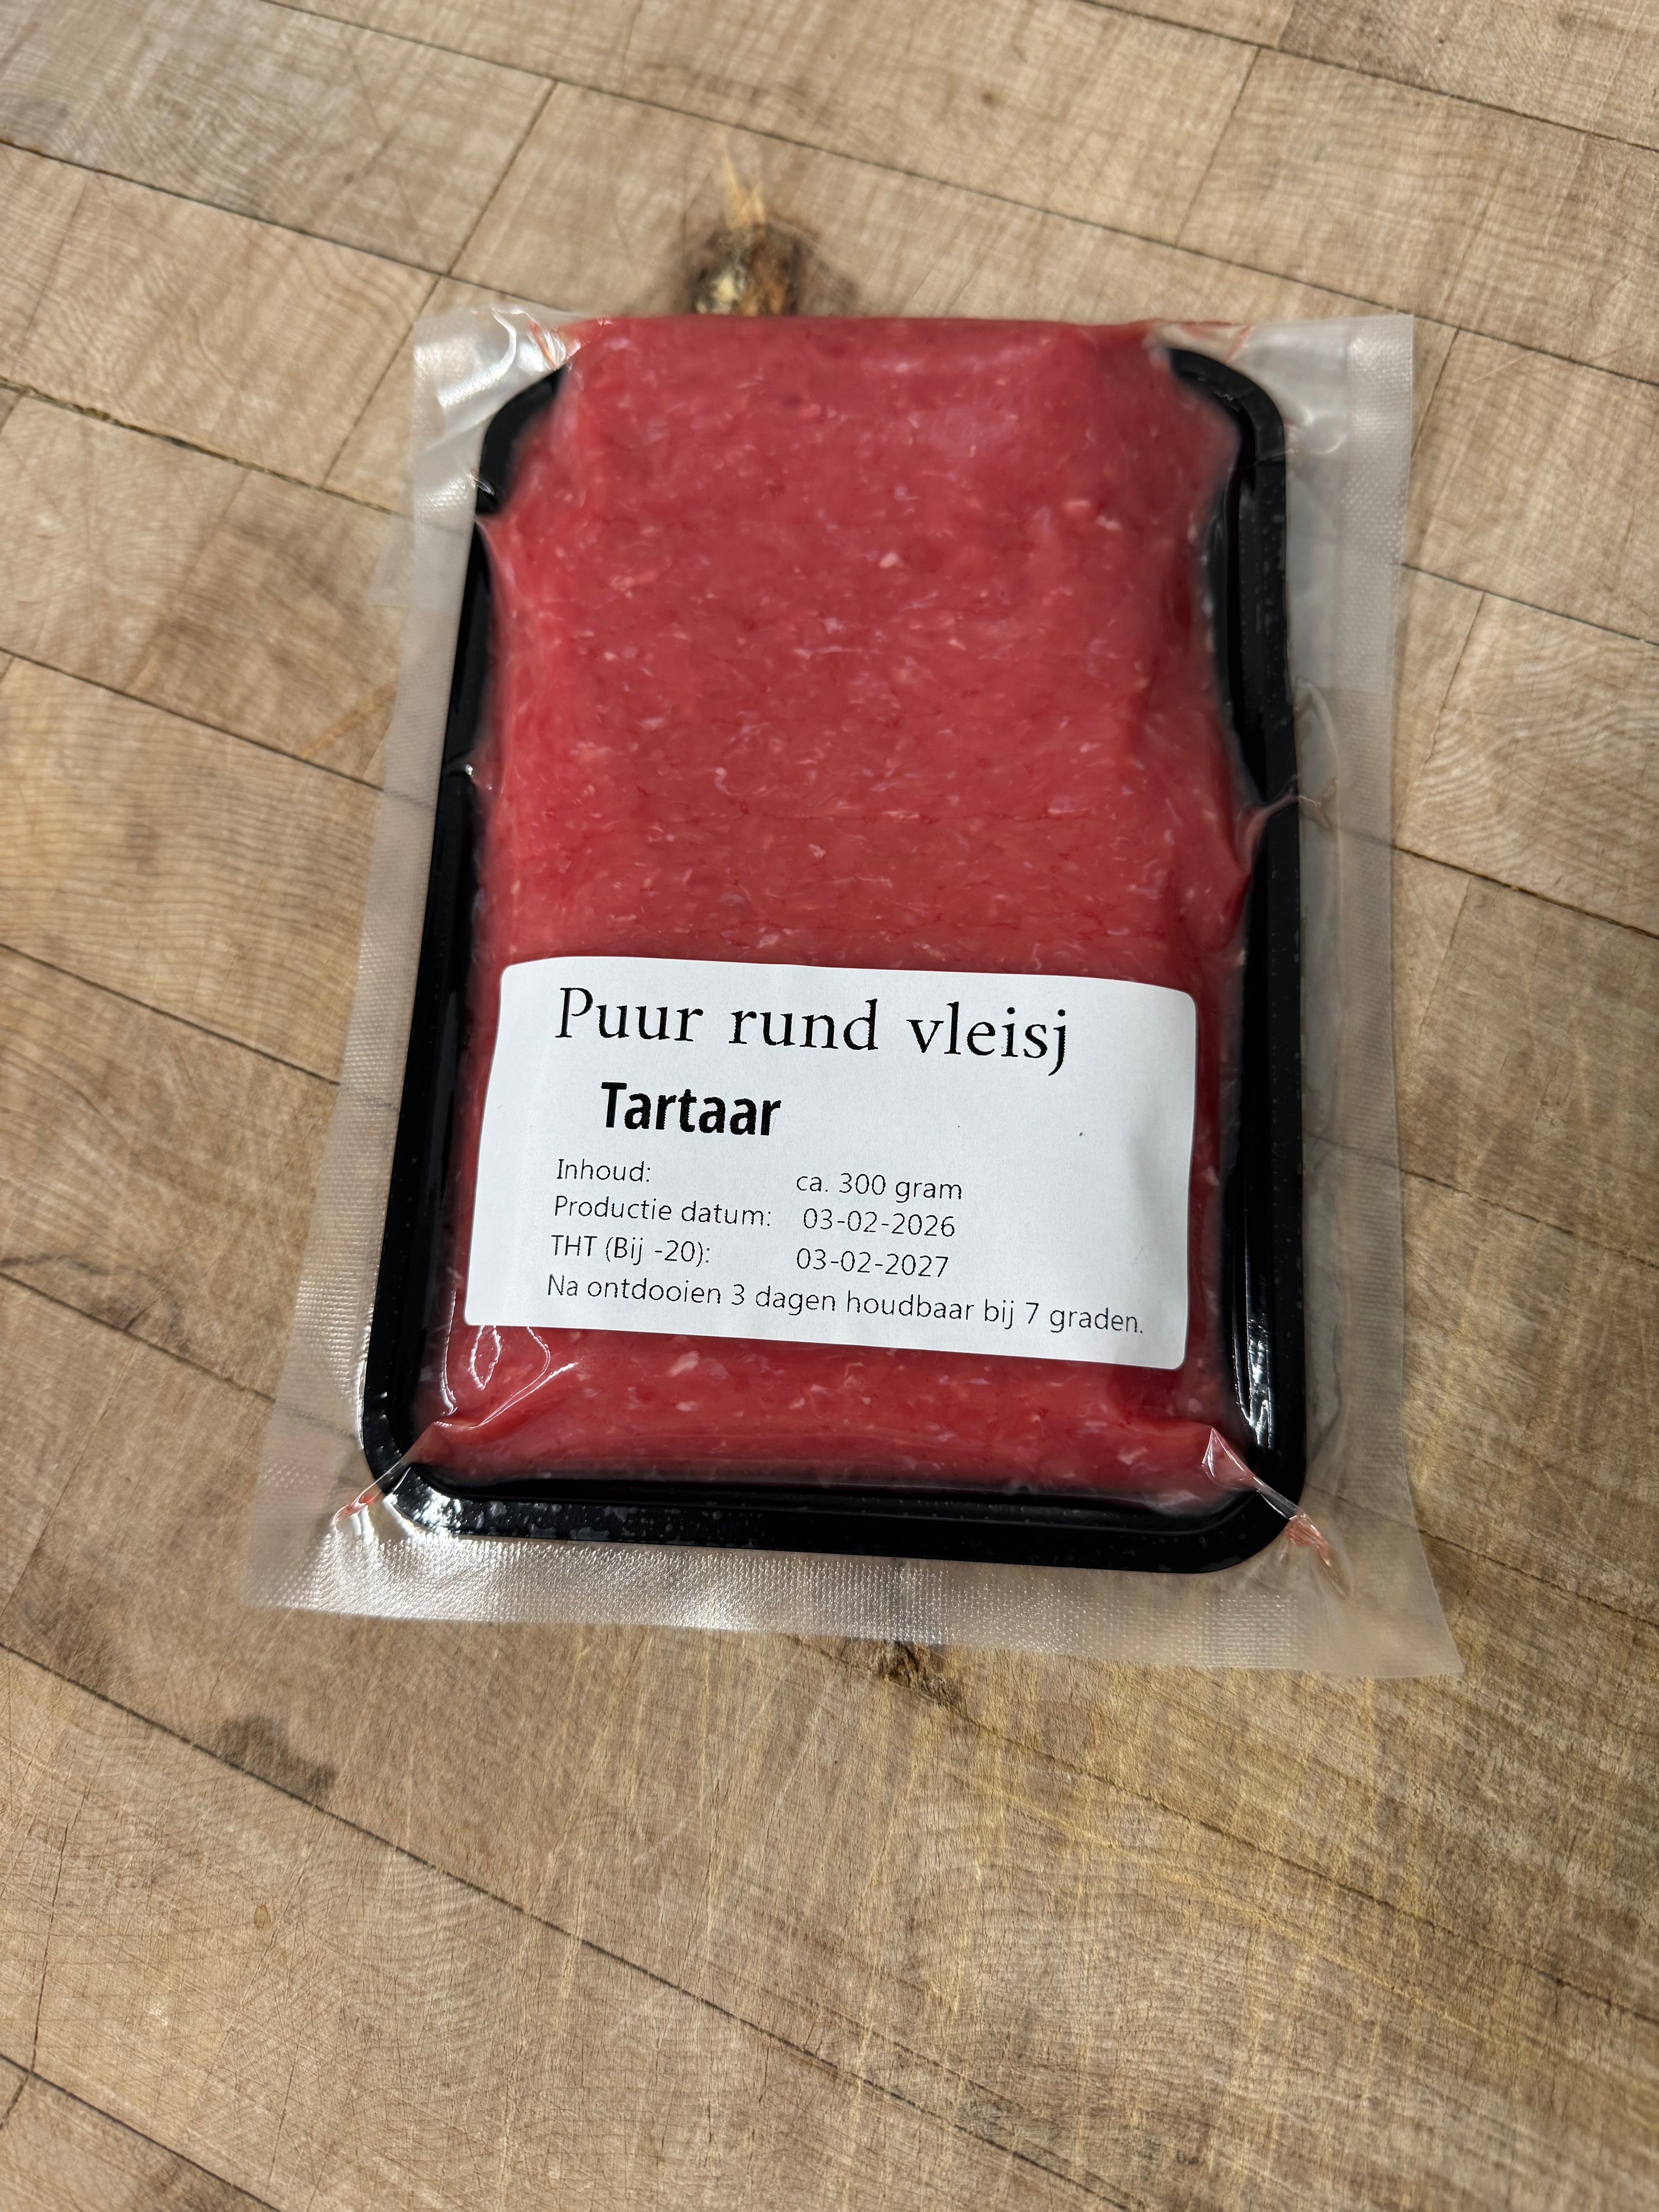 Puur rund vleisj
Tartaar
Inhoud: ca. 300 gram
Productie datum: 03-02-2026
THT (Bij -20): 03-02-2027
Na ontdooien 3 dagen houdbaar bij 7 graden.